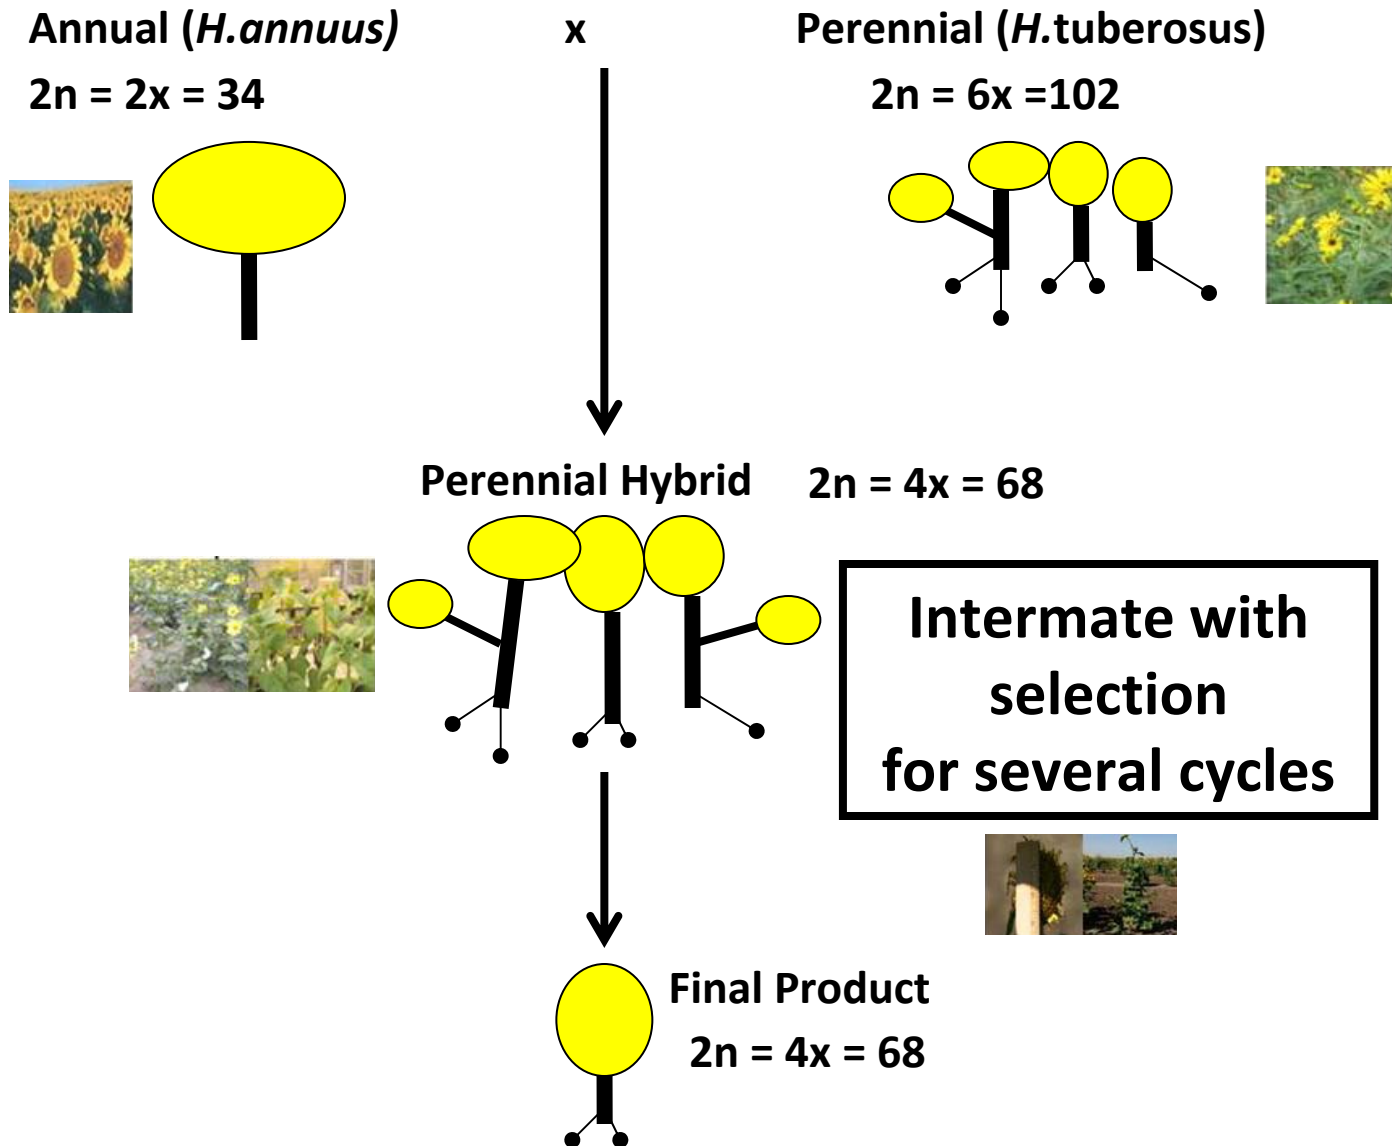 Annual (H.annuus) x Perennial (H.tuberosus)
2n = 2x = 34 2n = 6x =102
Perennial Hybrid 2n = 4x = 68
Intermate with
selection
for several cycles
Final Product
2n = 4x = 68